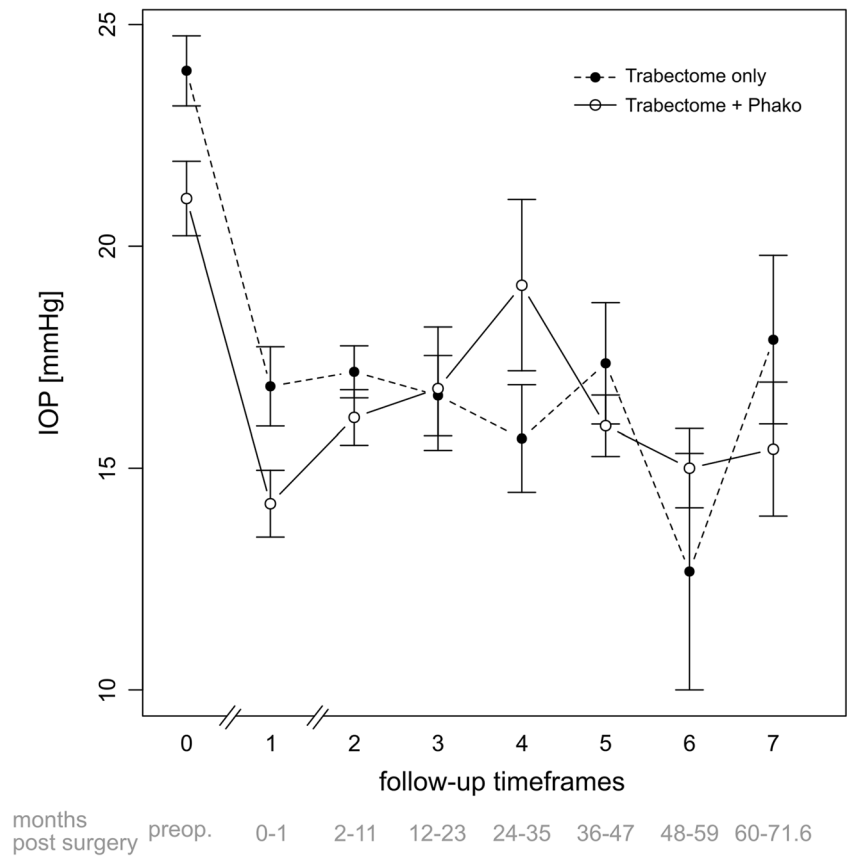 25
20
15
10
IOP [mmHg]
Trabectome only
Trabectome + Phako
0 1 2 3 4 5 6 7
follow-up timeframes
months
post surgery preop. 0-1 2-11 12-23 24-35 36-47 48-59 60-71.6